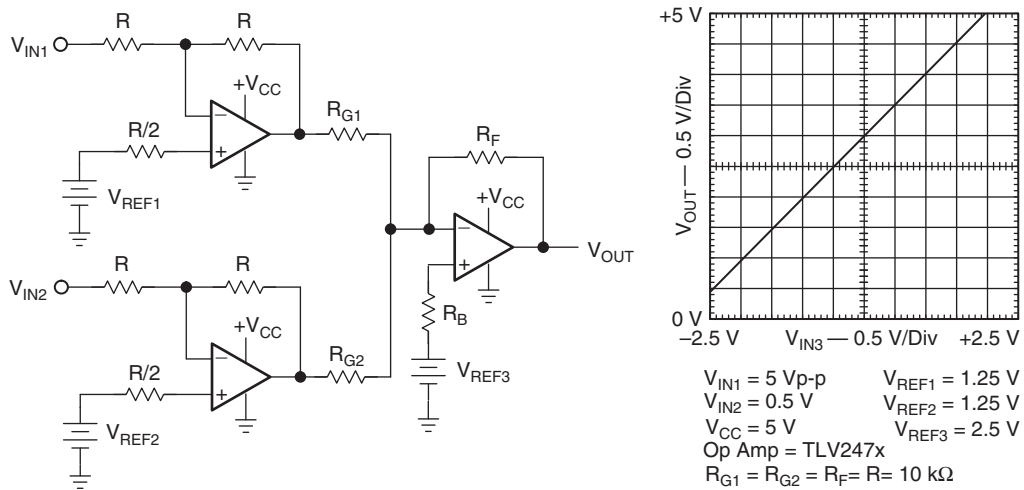 R R
V_IN1
+V_CC
R_G1
R/2
−
+
V_REF1
R_F
+V_CC
−
+
V_OUT
R_B
V_REF3
R R
V_IN2
+V_CC
R_G2
R/2
−
+
V_REF2
+5 V
V_OUT — 0.5 V/Div
0 V
–2.5 V V_IN3 — 0.5 V/Div +2.5 V
V_IN1 = 5 Vp-p V_REF1 = 1.25 V
V_IN2 = 0.5 V V_REF2 = 1.25 V
V_CC = 5 V V_REF3 = 2.5 V
Op Amp = TLV247x
R_G1 = R_G2 = R_F = R= 10 kΩ